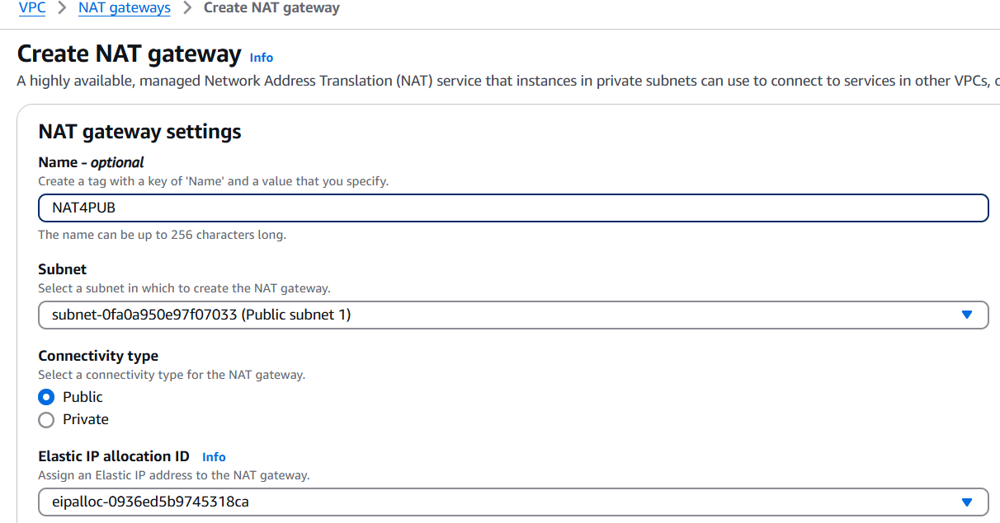 VPC > NAT gateways > Create NAT gateway
Create NAT gateway Info
A highly available, managed Network Address Translation (NAT) service that instances in private subnets can use to connect to services in other VPCs,
NAT gateway settings
Name - optional
Create a tag with a key of 'Name' and a value that you specify.
NAT4PUB
The name can be up to 256 characters long.
Subnet
Select a subnet in which to create the NAT gateway.
subnet-0fa0a950e97f07033 (Public subnet 1)
Connectivity type
Select a connectivity type for the NAT gateway.
Public
Private
Elastic IP allocation ID Info
Assign an Elastic IP address to the NAT gateway.
eipalloc-0936ed5b9745318ca